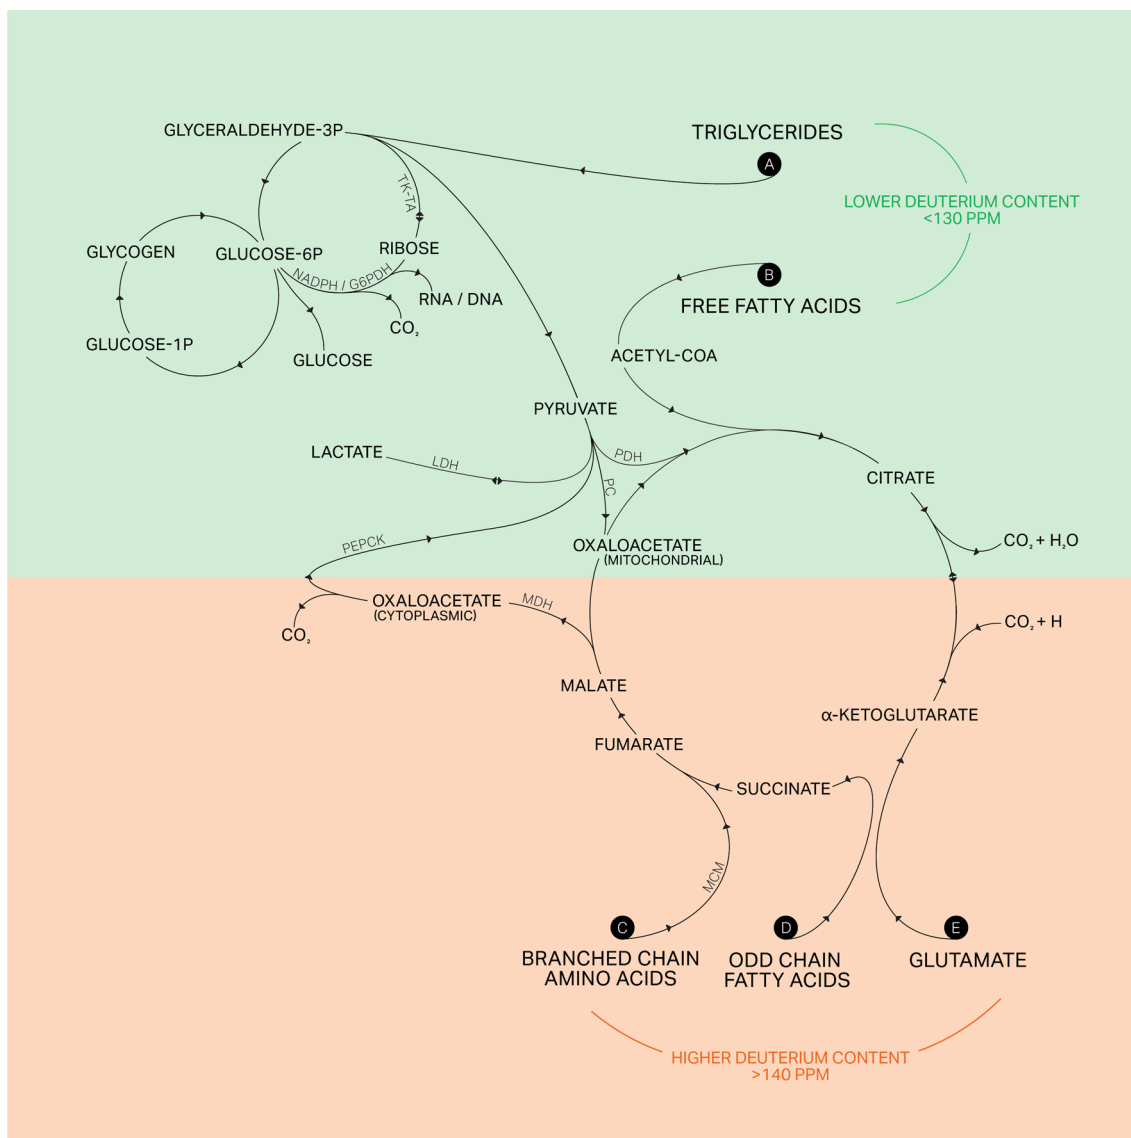 GLYCERALDEHYDE-3P
TRIGLYCERIDES
A
LOWER DEUTERIUM CONTENT
<130 PPM
TK-TA
GLYCOGEN
GLUCOSE-6P
RIBOSE
NADPH / G6PDH
RNA / DNA
CO₂
B
FREE FATTY ACIDS
GLUCOSE-1P
GLUCOSE
ACETYL-COA
PYRUVATE
LACTATE
LDH
PDH
PC
CITRATE
PEPCK
OXALOACETATE
(MITOCHONDRIAL)
CO₂ + H₂O
OXALOACETATE
(CYTOPLASMIC)
MDH
CO₂
CO₂ + H
MALATE
α-KETOGLUTARATE
FUMARATE
SUCCINATE
MCM
C
BRANCHED CHAIN
AMINO ACIDS
D
ODD CHAIN
FATTY ACIDS
E
GLUTAMATE
HIGHER DEUTERIUM CONTENT
>140 PPM